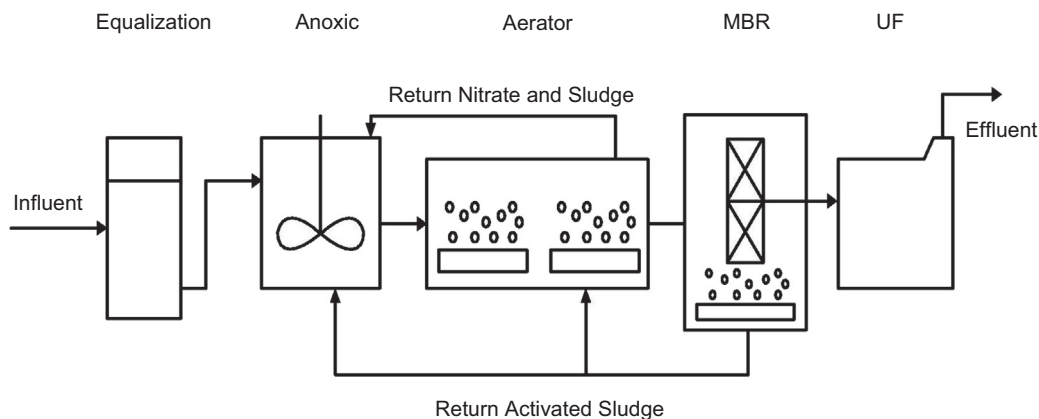 Equalization
Anoxic
Aerator
MBR
UF
Return Nitrate and Sludge
Effluent
Influent
Return Activated Sludge